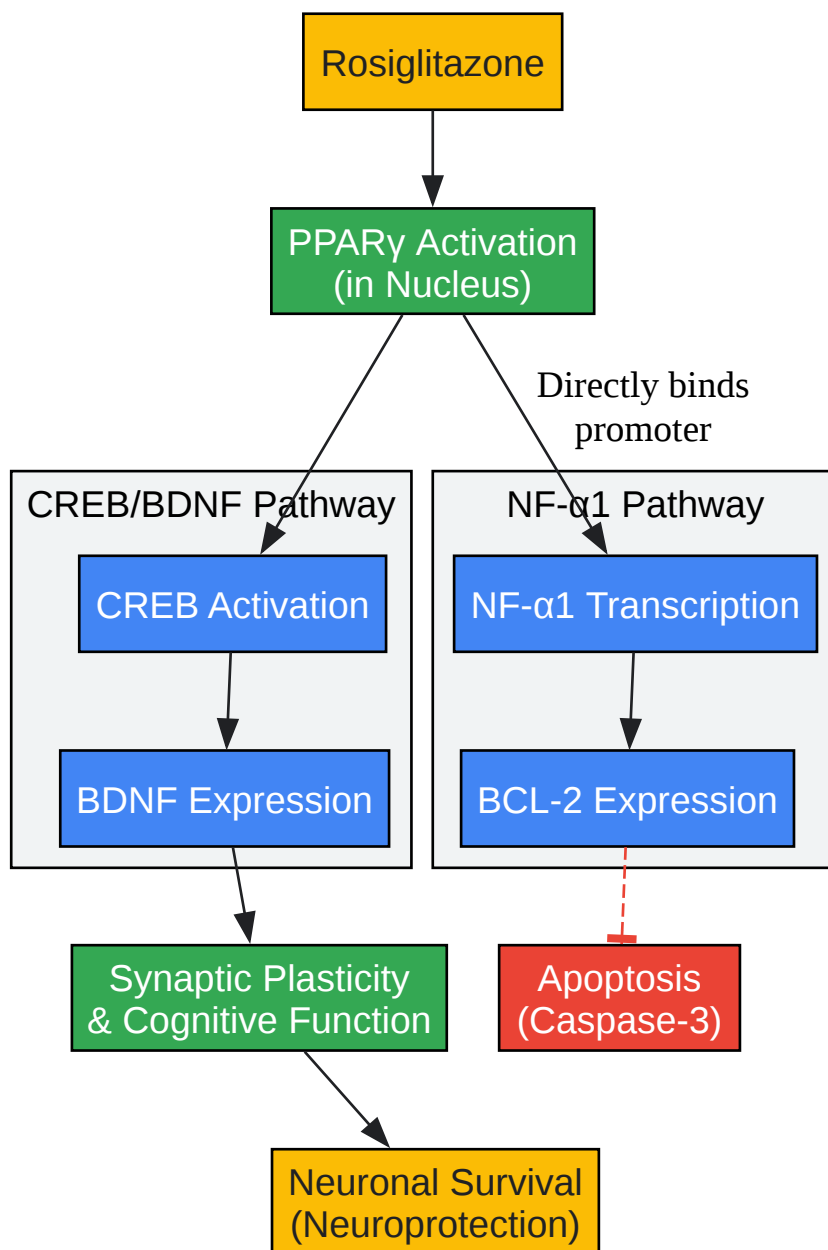 Rosiglitazone
PPARγ Activation
(in Nucleus)
Directly binds
promoter
CREB/BDNF Pathway
NF-α1 Pathway
CREB Activation
NF-α1 Transcription
BDNF Expression
BCL-2 Expression
Synaptic Plasticity
& Cognitive Function
Apoptosis
(Caspase-3)
Neuronal Survival
(Neuroprotection)